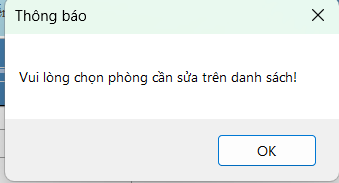 Thông báo
Vui lòng chọn phòng cần sửa trên danh sách!
OK